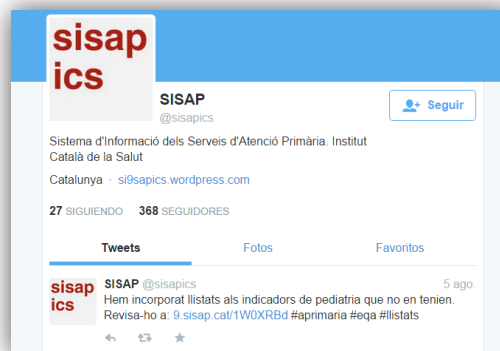 sisap
ics
SISAP
@sisapics
Seguir
Sistema d'Informació dels Serveis d'Atenció Primària. Institut
Català de la Salut
Catalunya · si9sapics.wordpress.com
27 SIGUIENDO 368 SEGUIDORES
Tweets Fotos Favoritos
sisap
ics
SISAP @sisapics 5 ago.
Hem incorporat llistats als indicadors de pediatria que no en tenien.
Revisa-ho a: 9.sisap.cat/1W0XRBd #aprimaria #eqa #llistats